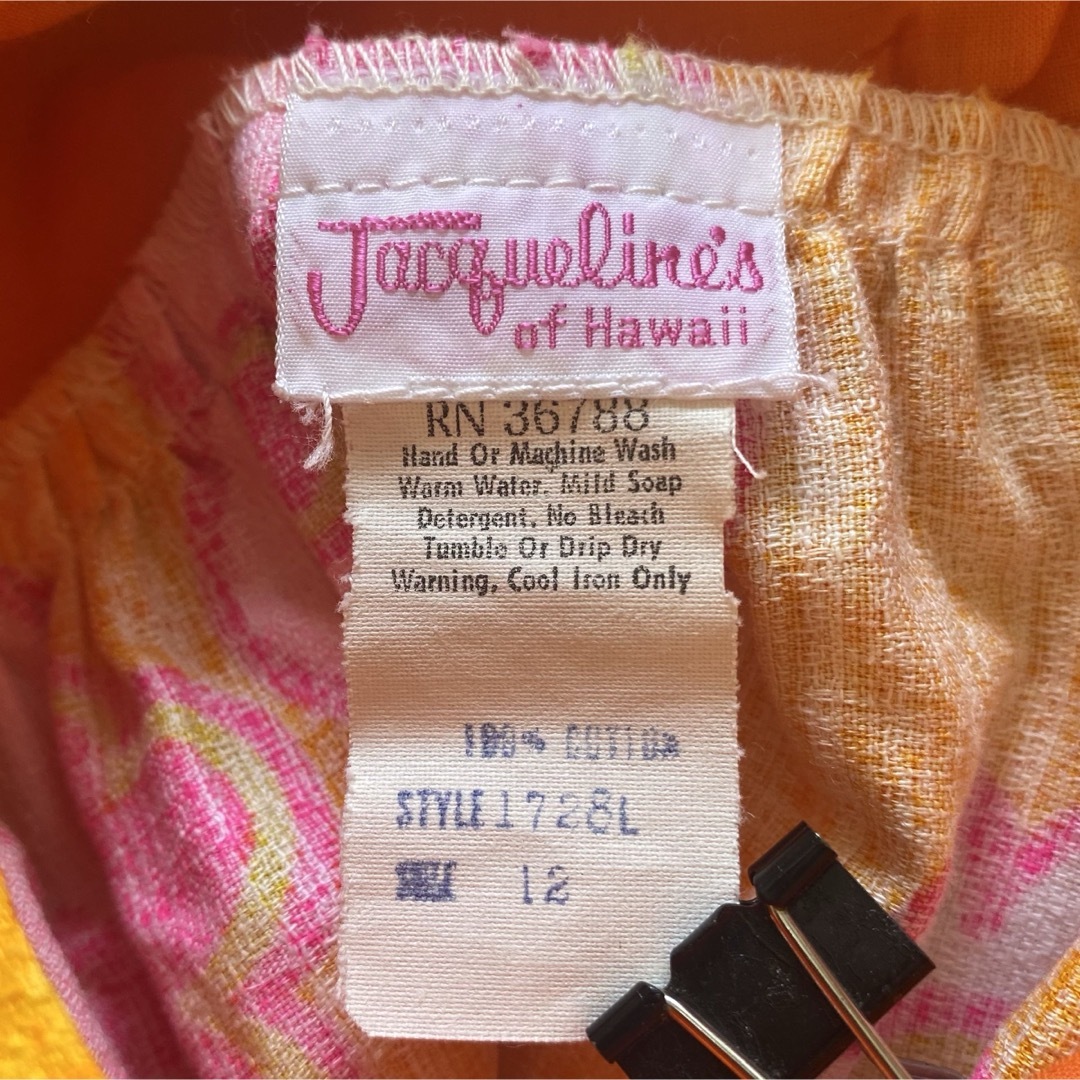 Jacqueline's
of Hawaii
RN 36788
Hand Or Machine Wash
Warm Water. Mild Soap
Detergent. No Bleach
Tumble Or Drip Dry
Warning, Cool Iron Only
100% COTTON
STYLE 1728L
12